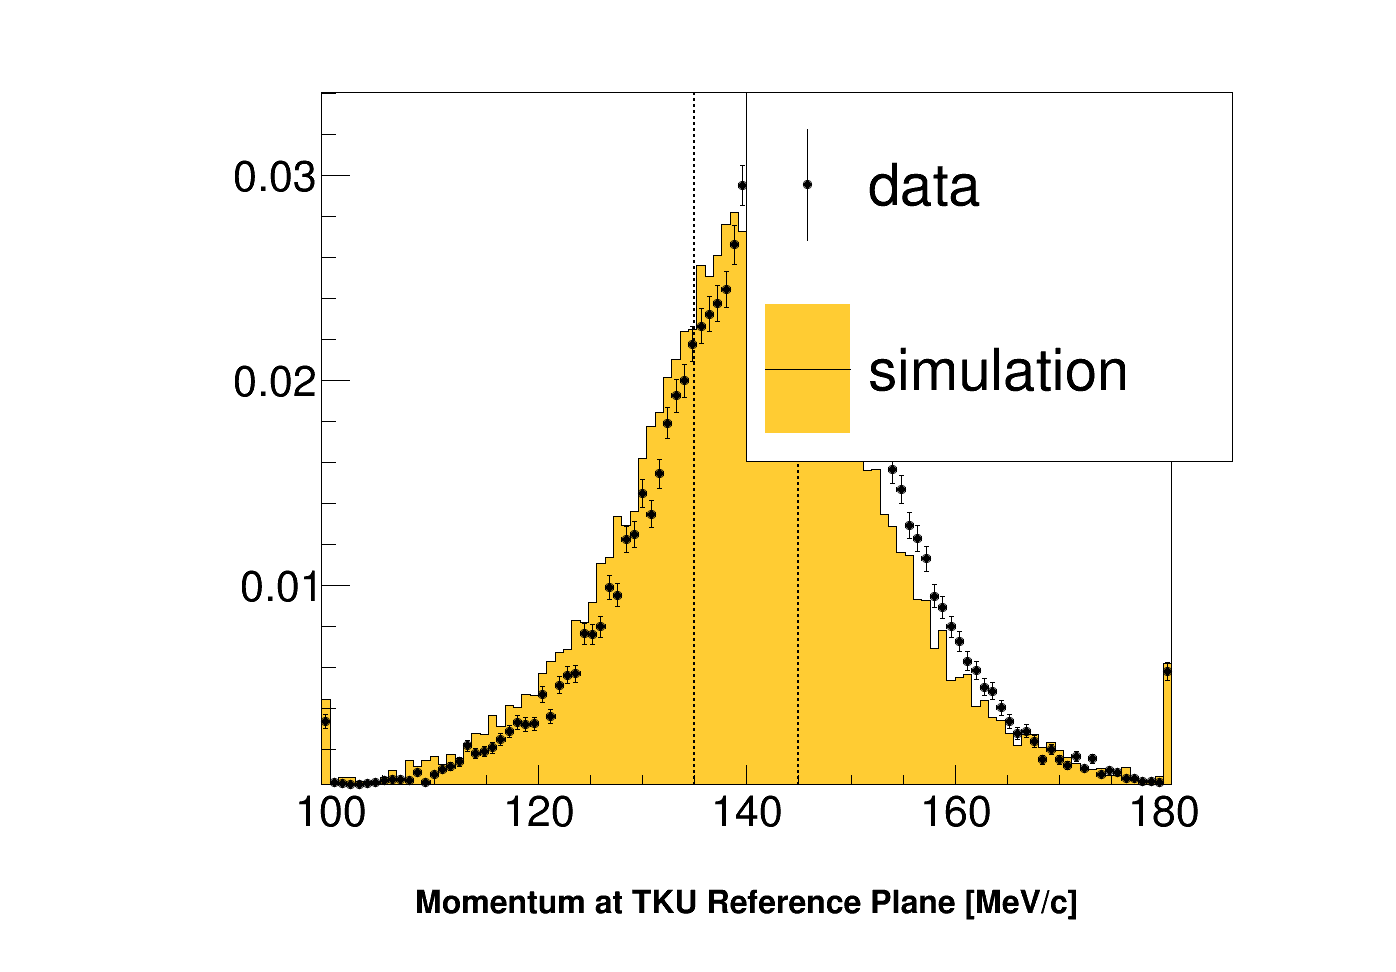 0.03
data
0.02
simulation
0.01
100 120 140 160 180
Momentum at TKU Reference Plane [MeV/c]